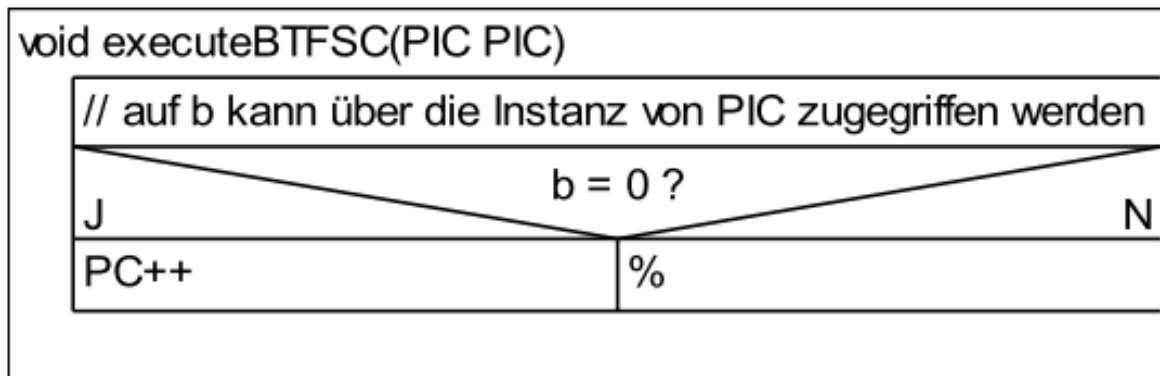 void executeBTFSC(PIC PIC)
// auf b kann über die Instanz von PIC zugegriffen werden
b = 0 ?
J
N
PC++
%